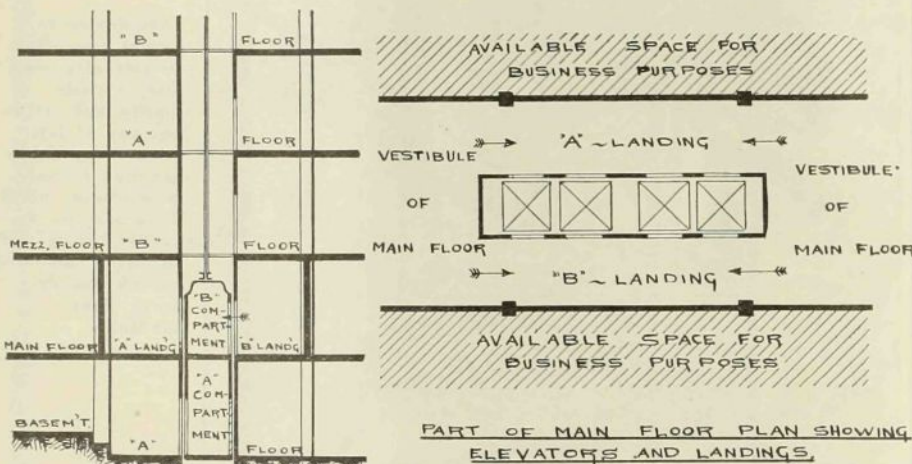 "B" FLOOR
"A" FLOOR
MEZZ, FLOOR "B" FLOOR
"B"
COM-
PART
MENT
MAIN FLOOR "A" LAND'G "B" LAND'G
"A"
COM-
PART
MENT
BASEM'T.
"A" FLOOR
AVAILABLE SPACE FOR
BUSINESS PURPOSES
"A" ~ LANDING
VESTIBULE
OF
MAIN FLOOR
VESTIBULE
OF
MAIN FLOOR
"B" ~ LANDING
AVAILABLE SPACE FOR
BUSINESS PURPOSES
PART OF MAIN FLOOR PLAN SHOWING
ELEVATORS AND LANDINGS.